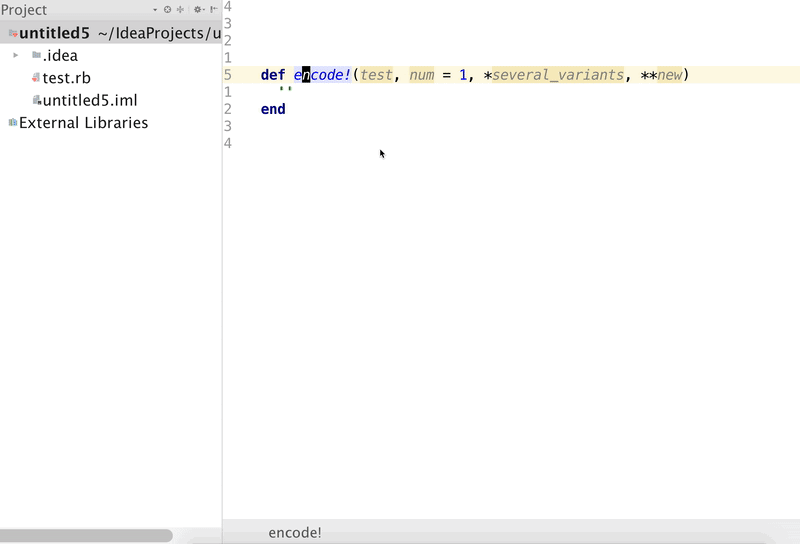 Project
untitled5 ~/IdeaProjects/u
.idea
test.rb
untitled5.iml
External Libraries
4
3
2
1
5 def encode!(test, num = 1, *several_variants, **new)
1 ''
2 end
3
4
encode!